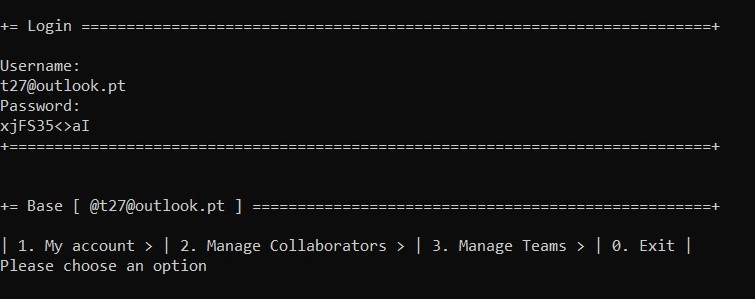 += Login ======================================================================+
Username:
t27@outlook.pt
Password:
xjFS35<>aI
+==============================================================================+
+= Base [ @t27@outlook.pt ] ===================================================+
| 1. My account > | 2. Manage Collaborators > | 3. Manage Teams > | 0. Exit |
Please choose an option